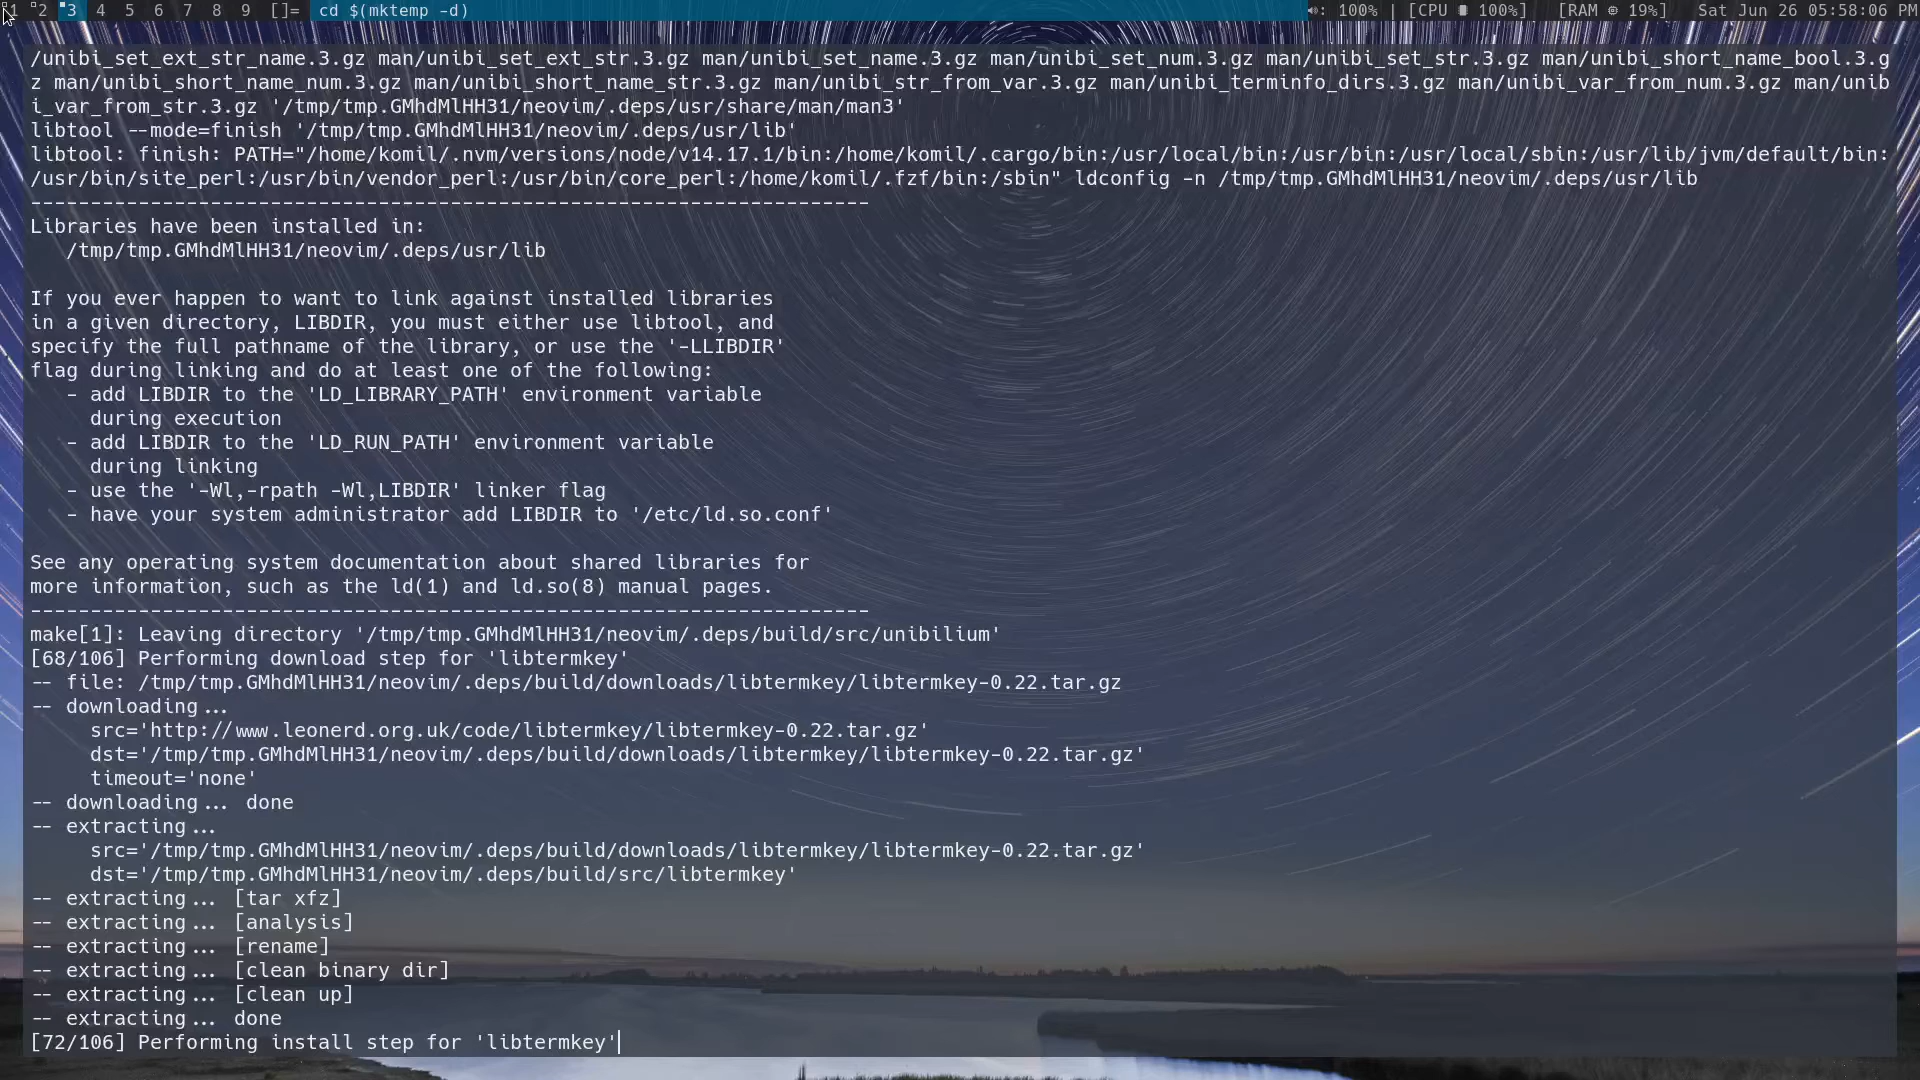 1 2 3 4 5 6 7 8 9 []= cd $(mktemp -d) : 100% | [CPU 100%] [RAM 19%] Sat Jun 26 05:58:06 PM
/unibi_set_ext_str_name.3.gz man/unibi_set_ext_str.3.gz man/unibi_set_name.3.gz man/unibi_set_num.3.gz man/unibi_set_str.3.gz man/unibi_short_name_bool.3.g
z man/unibi_short_name_num.3.gz man/unibi_short_name_str.3.gz man/unibi_str_from_var.3.gz man/unibi_terminfo_dirs.3.gz man/unibi_var_from_num.3.gz man/unib
i_var_from_str.3.gz '/tmp/tmp.GMhdMlHH31/neovim/.deps/usr/share/man/man3'
libtool --mode=finish '/tmp/tmp.GMhdMlHH31/neovim/.deps/usr/lib'
libtool: finish: PATH="/home/komil/.nvm/versions/node/v14.17.1/bin:/home/komil/.cargo/bin:/usr/local/bin:/usr/bin:/usr/local/sbin:/usr/lib/jvm/default/bin:
/usr/bin/site_perl:/usr/bin/vendor_perl:/usr/bin/core_perl:/home/komil/.fzf/bin:/sbin" ldconfig -n /tmp/tmp.GMhdMlHH31/neovim/.deps/usr/lib
----------------------------------------------------------------------
Libraries have been installed in:
   /tmp/tmp.GMhdMlHH31/neovim/.deps/usr/lib
If you ever happen to want to link against installed libraries
in a given directory, LIBDIR, you must either use libtool, and
specify the full pathname of the library, or use the '-LLIBDIR'
flag during linking and do at least one of the following:
   - add LIBDIR to the 'LD_LIBRARY_PATH' environment variable
     during execution
   - add LIBDIR to the 'LD_RUN_PATH' environment variable
     during linking
   - use the '-Wl,-rpath -Wl,LIBDIR' linker flag
   - have your system administrator add LIBDIR to '/etc/ld.so.conf'
See any operating system documentation about shared libraries for
more information, such as the ld(1) and ld.so(8) manual pages.
----------------------------------------------------------------------
make[1]: Leaving directory '/tmp/tmp.GMhdMlHH31/neovim/.deps/build/src/unibilium'
[68/106] Performing download step for 'libtermkey'
-- file: /tmp/tmp.GMhdMlHH31/neovim/.deps/build/downloads/libtermkey/libtermkey-0.22.tar.gz
-- downloading...
     src='http://www.leonerd.org.uk/code/libtermkey/libtermkey-0.22.tar.gz'
     dst='/tmp/tmp.GMhdMlHH31/neovim/.deps/build/downloads/libtermkey/libtermkey-0.22.tar.gz'
     timeout='none'
-- downloading... done
-- extracting...
     src='/tmp/tmp.GMhdMlHH31/neovim/.deps/build/downloads/libtermkey/libtermkey-0.22.tar.gz'
     dst='/tmp/tmp.GMhdMlHH31/neovim/.deps/build/src/libtermkey'
-- extracting... [tar xfz]
-- extracting... [analysis]
-- extracting... [rename]
-- extracting... [clean binary dir]
-- extracting... [clean up]
-- extracting... done
[72/106] Performing install step for 'libtermkey'